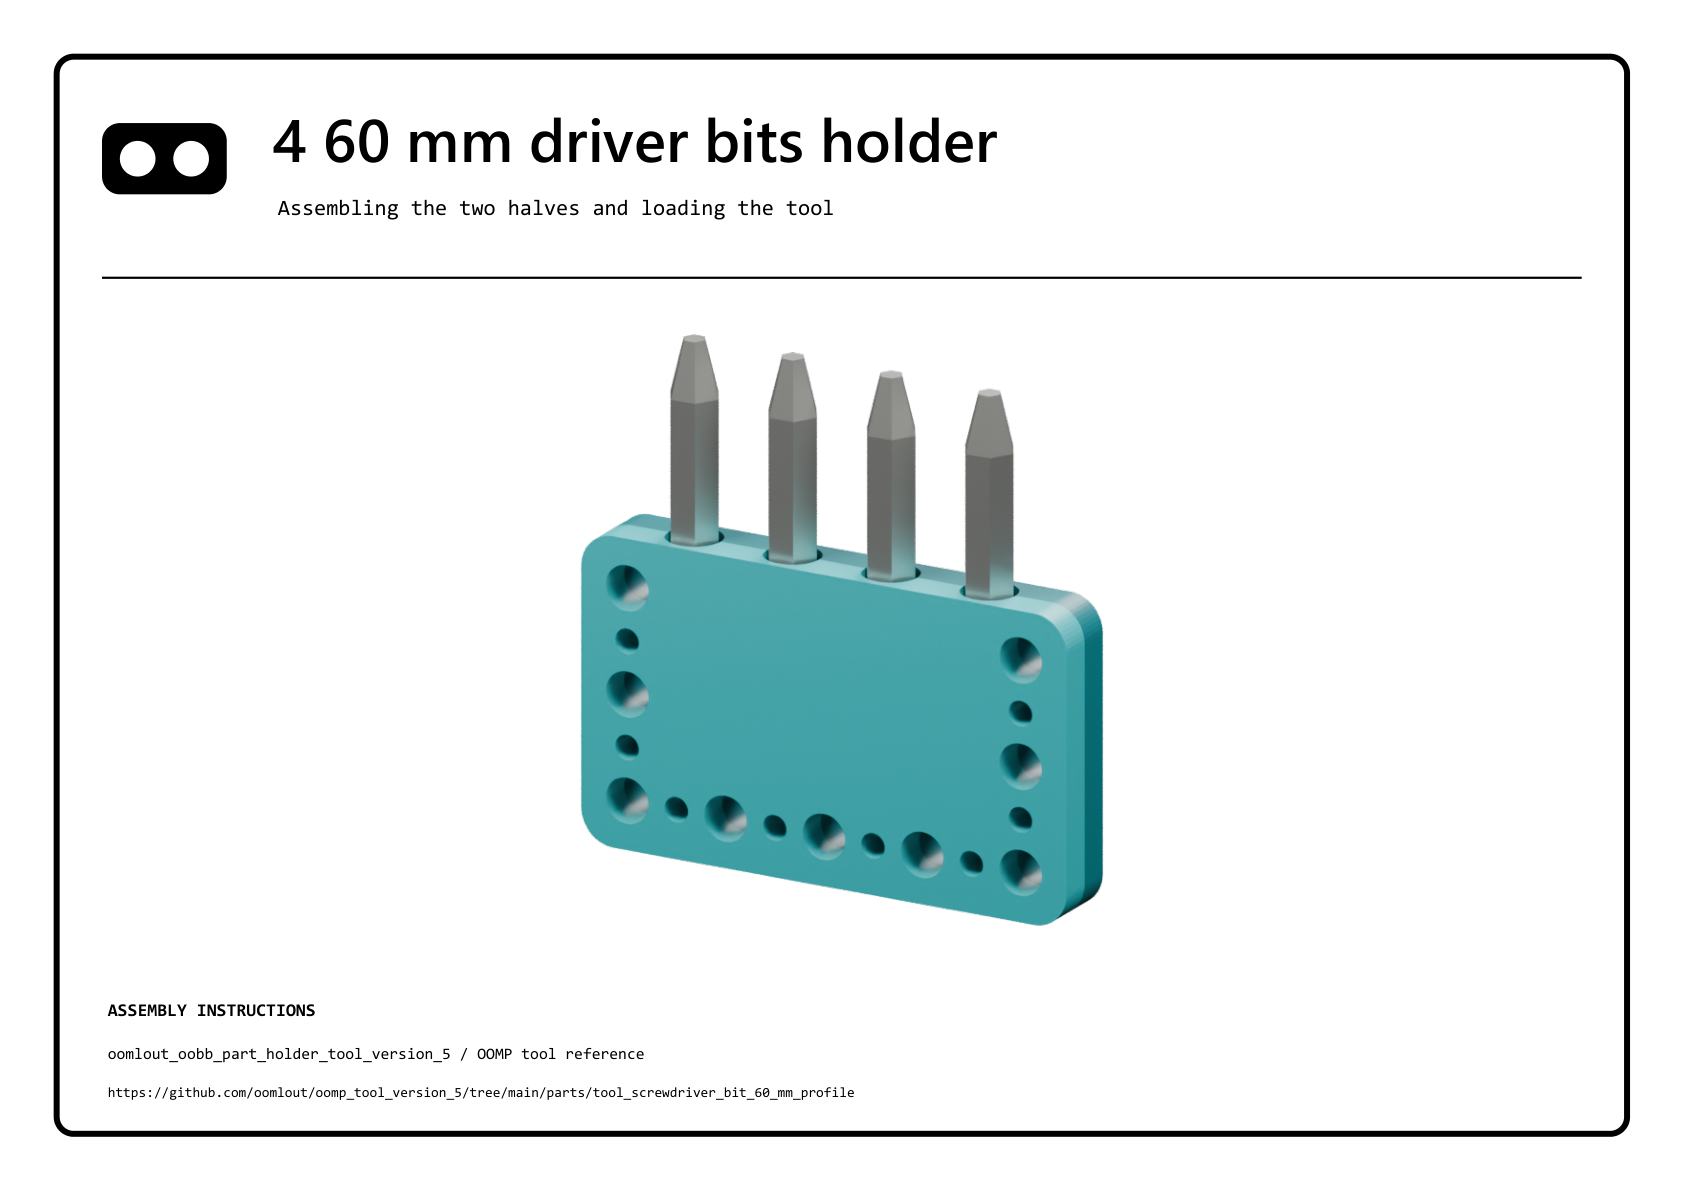 4 60 mm driver bits holder
Assembling the two halves and loading the tool
ASSEMBLY INSTRUCTIONS
oomlout_oobb_part_holder_tool_version_5 / OOMP tool reference
https://github.com/oomlout/oomp_tool_version_5/tree/main/parts/tool_screwdriver_bit_60_mm_profile